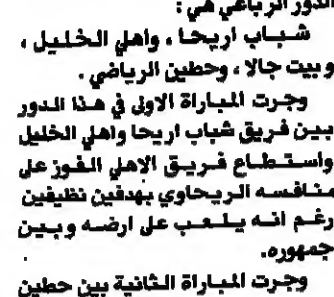 الدور الرباعي هي :
شباب اريحا ، واهلي الخليل ،
وبيت جالا ، وحطين الرياضي .
وجرت المباراة الاولى في هذا الدور
بين فريق شباب اريحا واهلي الخليل
واستطاع فريق الاهلي الفوز على
منافسه الريحاوي بهدفين نظيفين
رغم انه يلعب على ارضه وبين
جمهوره.
وجرت المباراة الثانية بين حطين